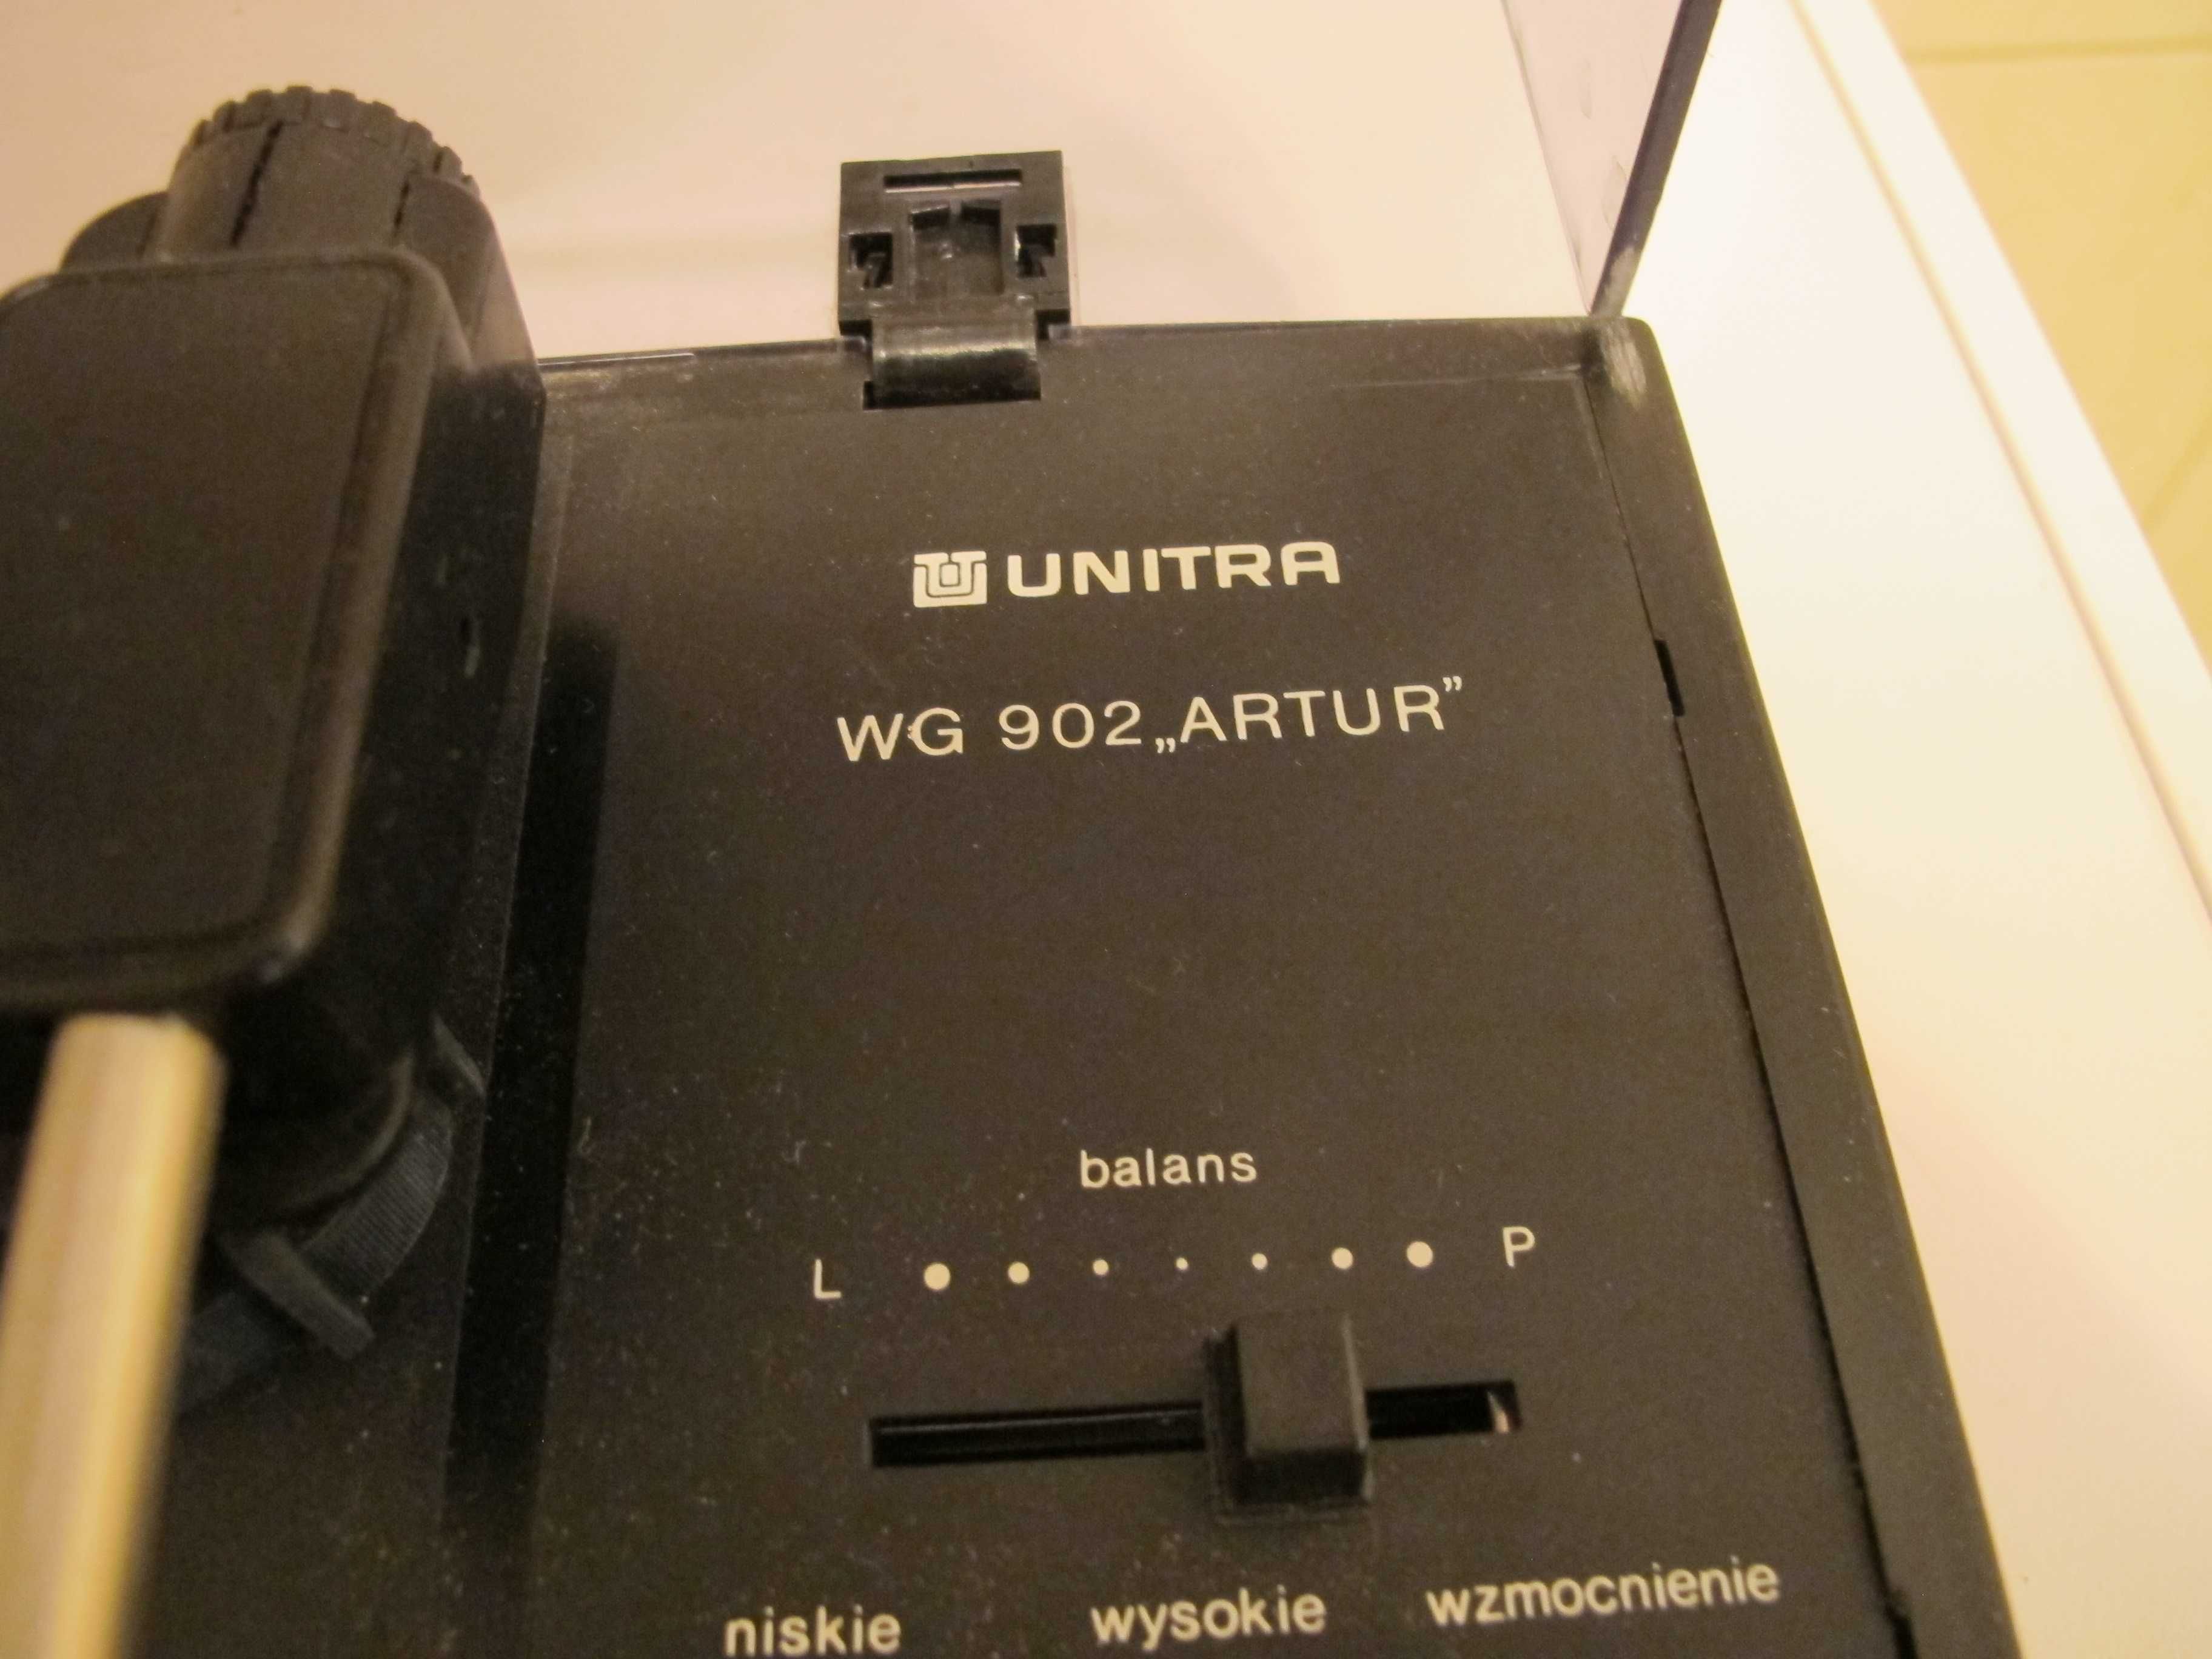 UNITRA
WG 902 „ARTUR”
balans
L P
niskie wysokie wzmocnienie